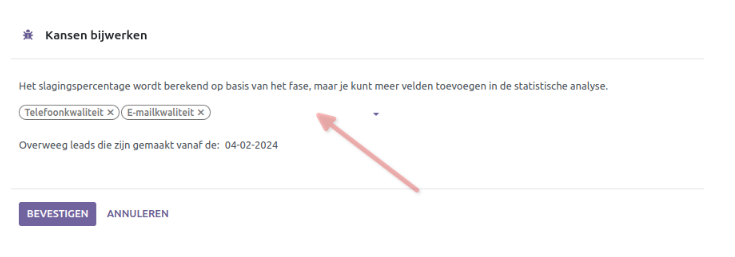 Kansen bijwerken
Het slagingspercentage wordt berekend op basis van het fase, maar je kunt meer velden toevoegen in de statistische analyse.
Telefoonkwaliteit × E-mailkwaliteit ×
Overweeg leads die zijn gemaakt vanaf de: 04-02-2024
BEVESTIGEN ANNULEREN